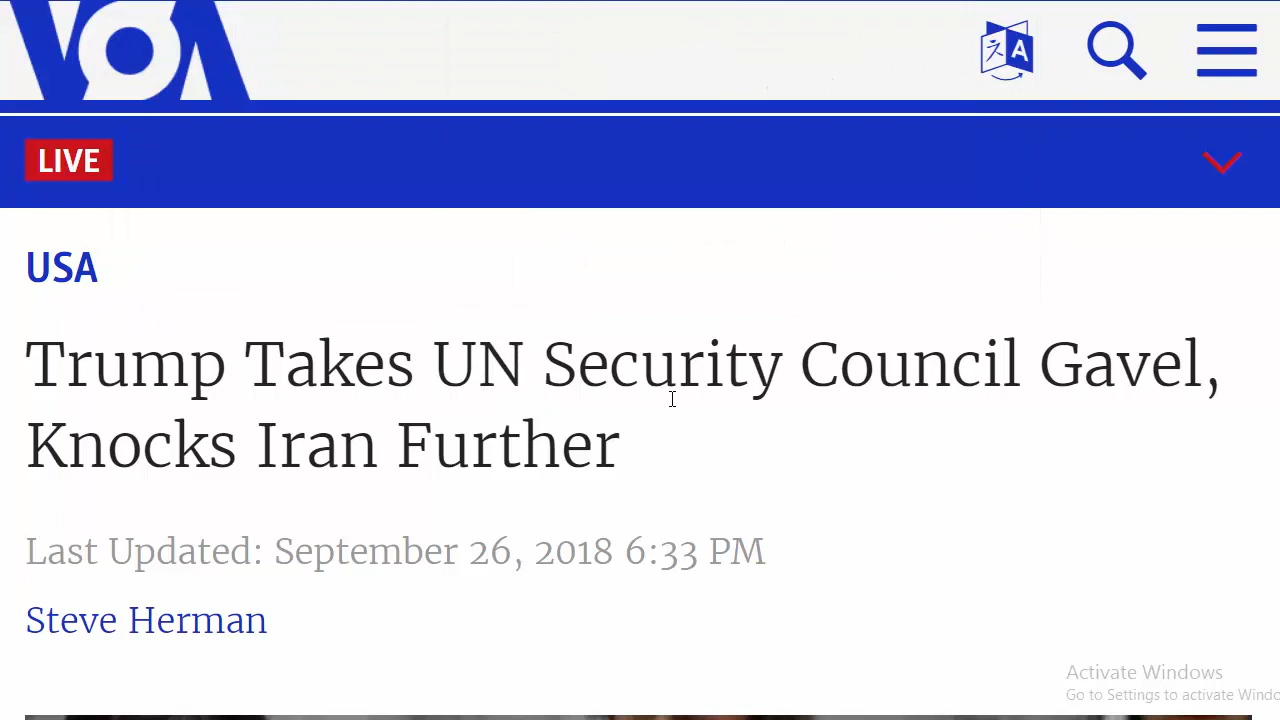 VOA
LIVE
USA
Trump Takes UN Security Council Gavel,
Knocks Iran Further
Last Updated: September 26, 2018 6:33 PM
Steve Herman
Activate Windows
Go to Settings to activate Windo